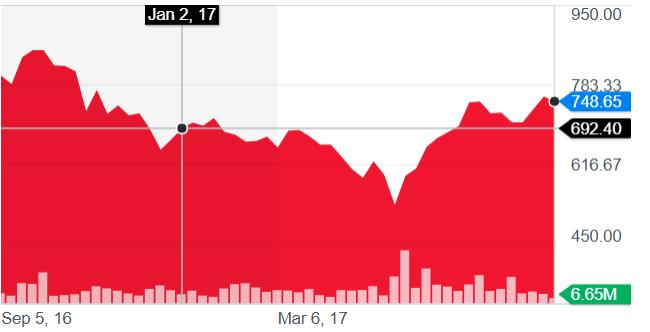 Jan 2, 17
950.00
783.33
748.65
692.40
616.67
450.00
6.65M
Sep 5, 16
Mar 6, 17